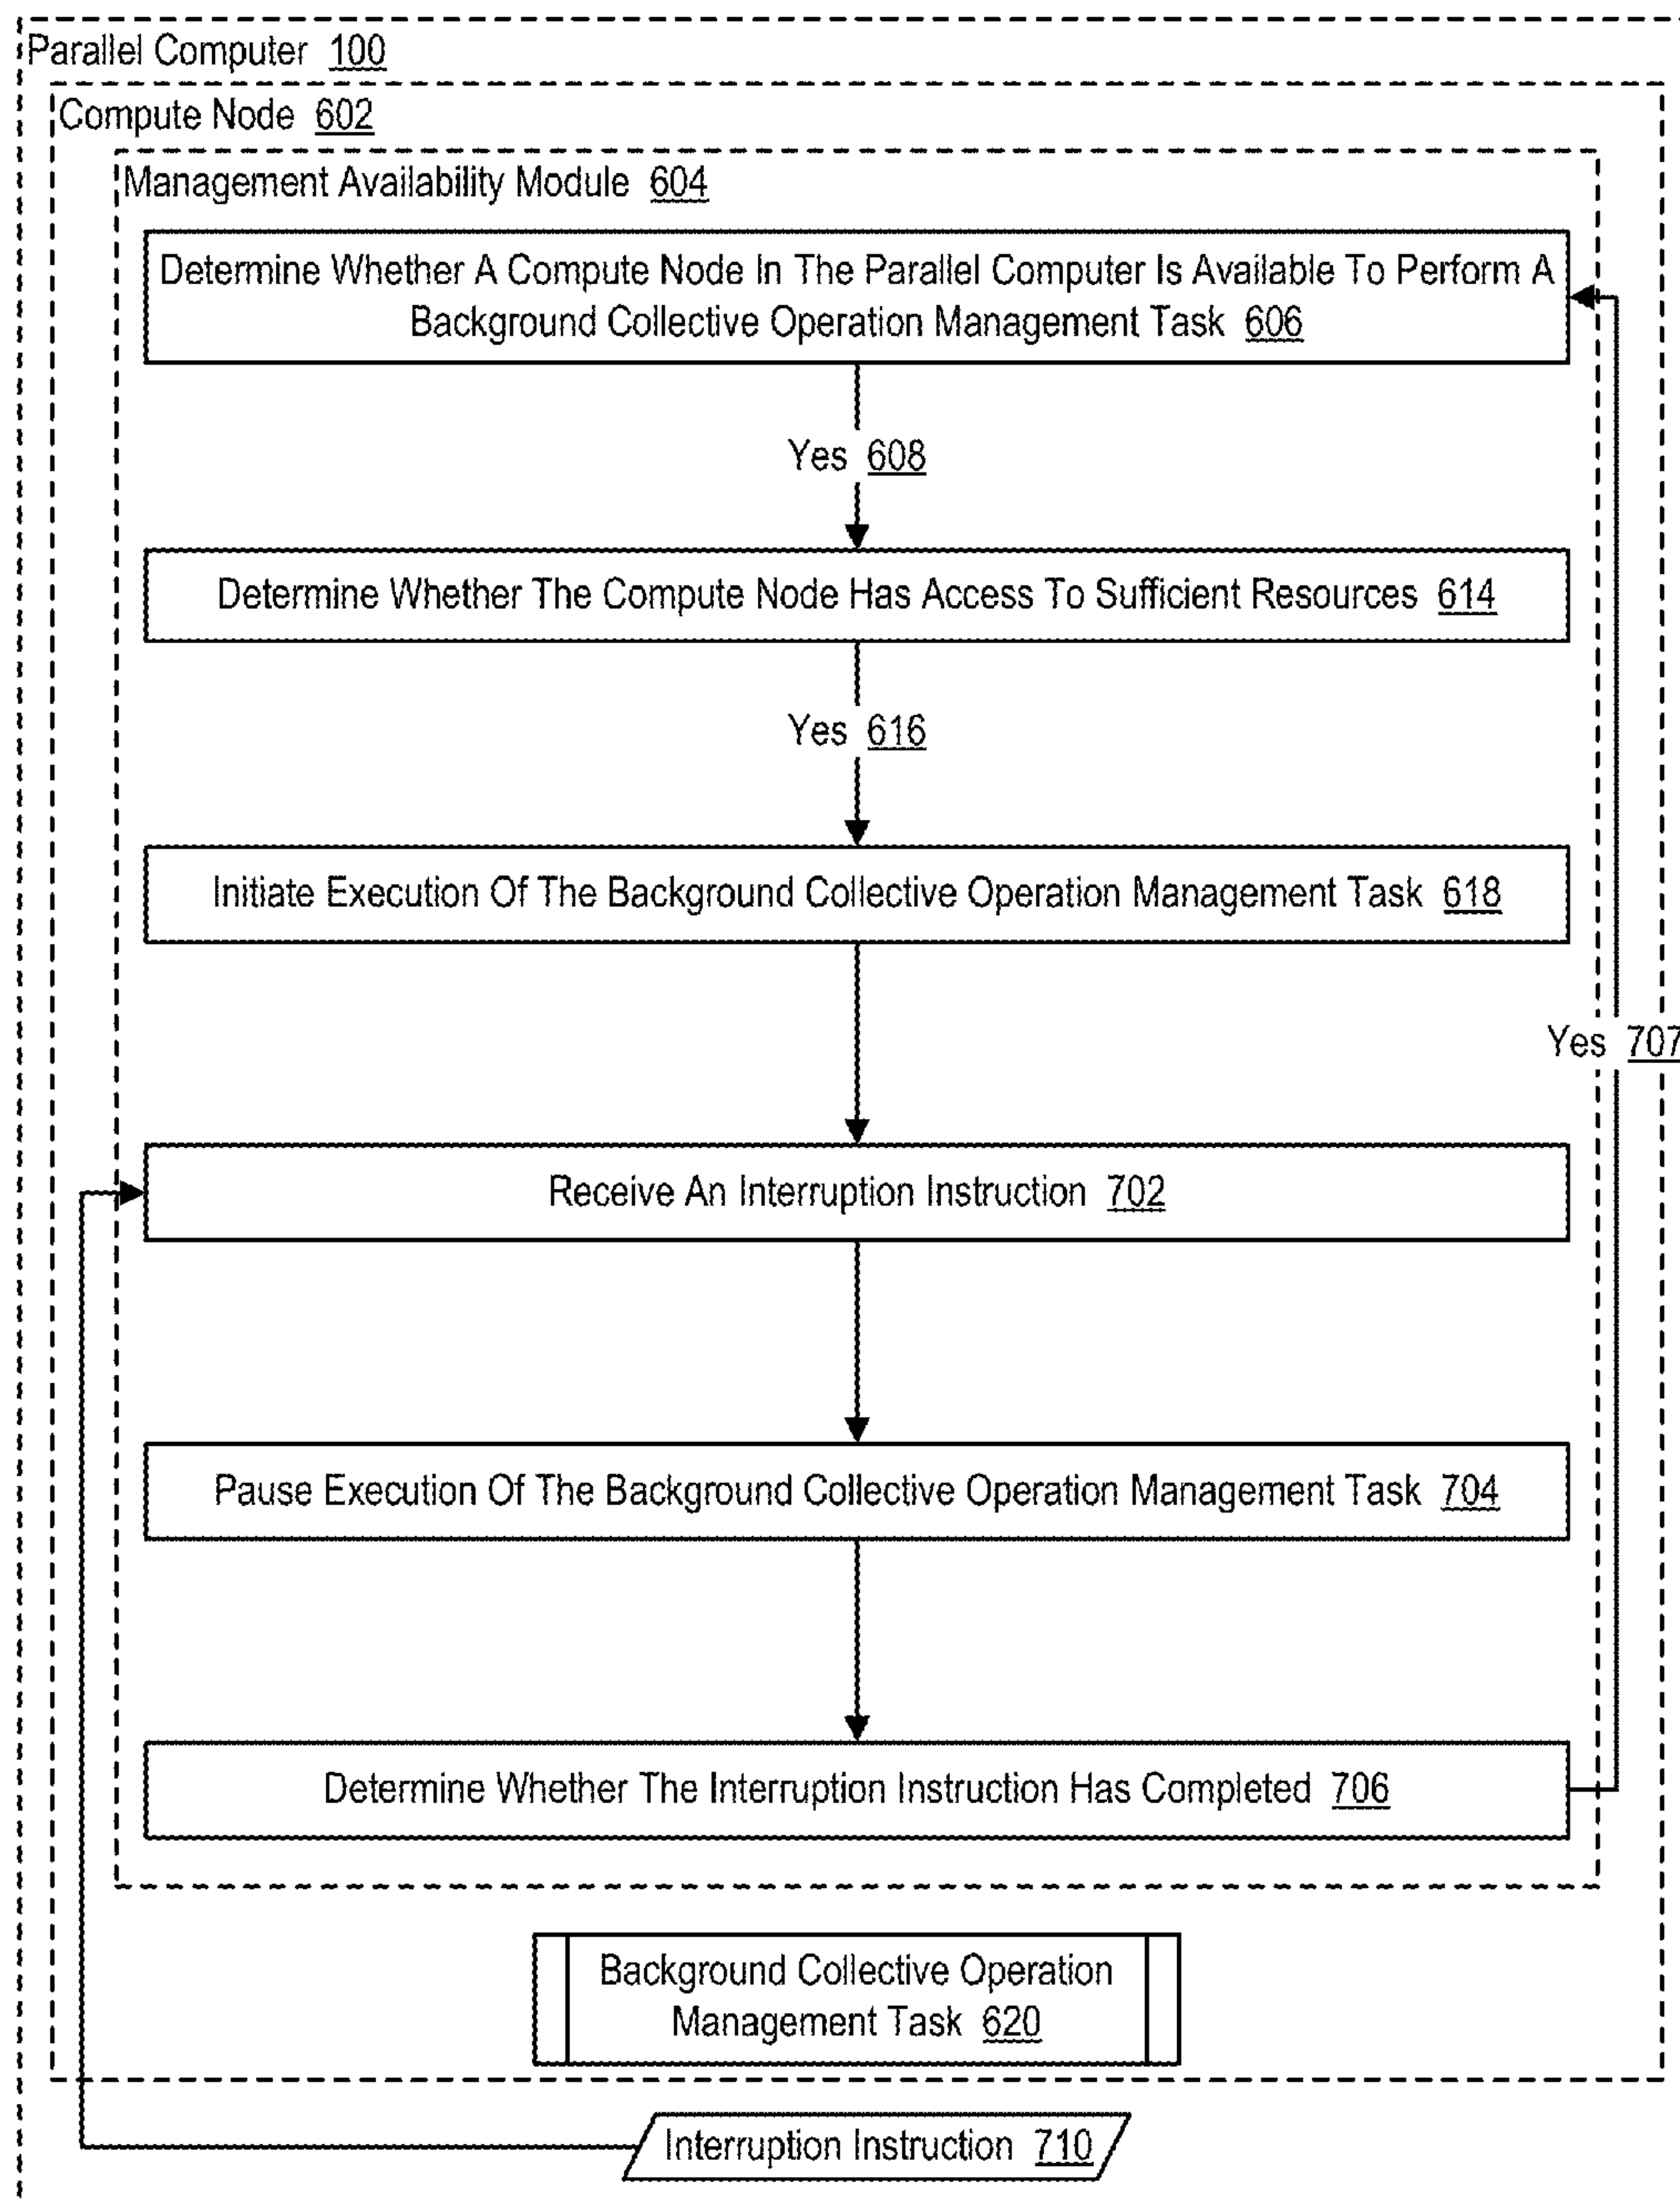 Parallel Computer 100
Compute Node 602
Management Availability Module 604
Determine Whether A Compute Node In The Parallel Computer Is Available To Perform A
Background Collective Operation Management Task 606
Yes 608
Determine Whether The Compute Node Has Access To Sufficient Resources 614
Yes 616
Initiate Execution Of The Background Collective Operation Management Task 618
Yes 707
Receive An Interruption Instruction 702
Pause Execution Of The Background Collective Operation Management Task 704
Determine Whether The Interruption Instruction Has Completed 706
Background Collective Operation
Management Task 620
Interruption Instruction 710